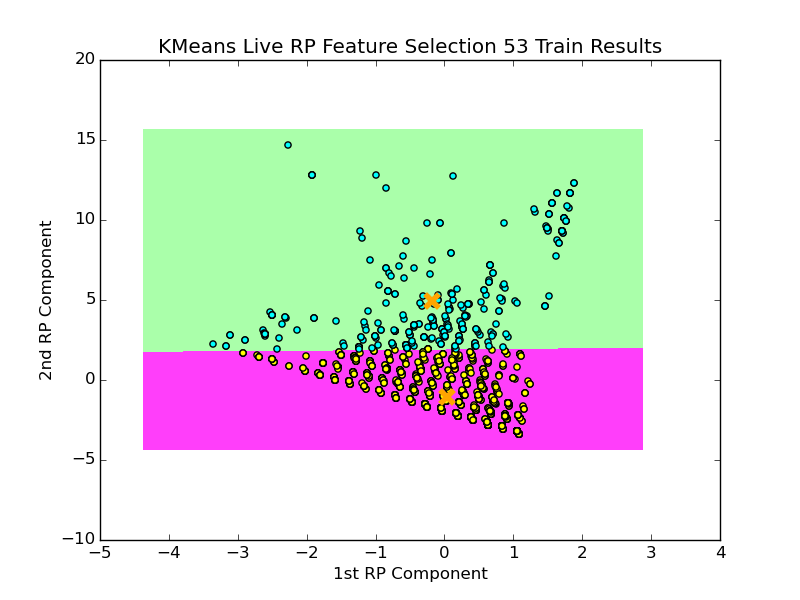 KMeans Live RP Feature Selection 53 Train Results
20
15
10
5
0
−5
−10
2nd RP Component
−5 −4 −3 −2 −1 0 1 2 3 4
1st RP Component